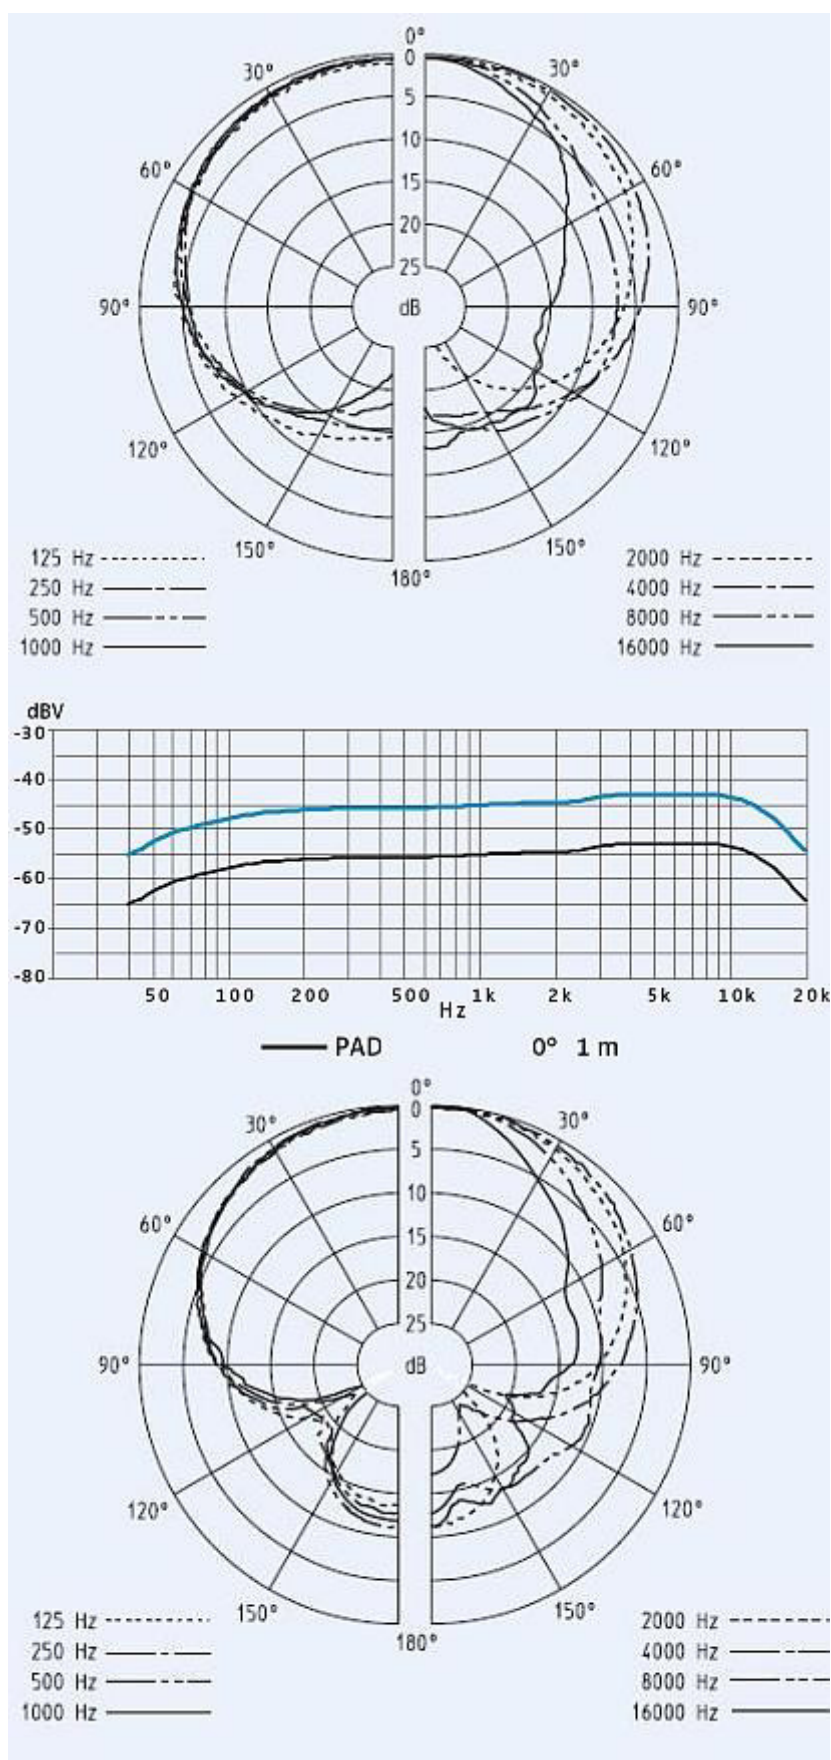 0°
0
30°
30°
5
10
60°
60°
15
20
25
90°
dB
90°
120°
120°
150°
150°
180°
125 Hz
250 Hz
500 Hz
1000 Hz
2000 Hz
4000 Hz
8000 Hz
16000 Hz
dBV
-30
-40
-50
-60
-70
-80
50 100 200 500 1k 2k 5k 10k 20k
Hz
PAD 0° 1 m
0°
0
30°
30°
5
10
60°
60°
15
20
25
90°
dB
90°
120°
120°
150°
150°
180°
125 Hz
250 Hz
500 Hz
1000 Hz
2000 Hz
4000 Hz
8000 Hz
16000 Hz